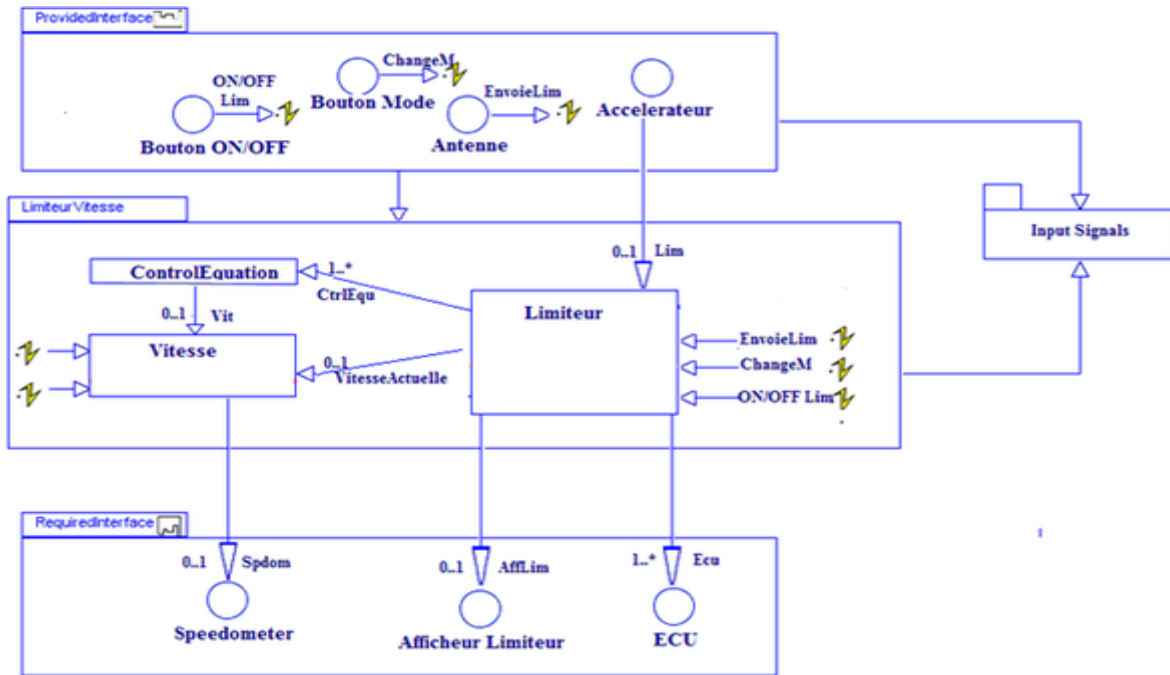 ProvidedInterface
ChangeM
ON/OFF
Lim
EnvoieLim
Bouton Mode
Accelerateur
Bouton ON/OFF
Antenne
LimiteurVitesse
Input Signals
0..1 Lim
ControlEquation
1..*
CtrlEqu
Limiteur
0..1 Vit
Vitesse
EnvoieLim
0..1
ChangeM
VitesseActuelle
ON/OFF Lim
RequiredInterface
0..1 Spdom
0..1 AffLim
1..* Ecu
Speedometer
Afficheur Limiteur
ECU